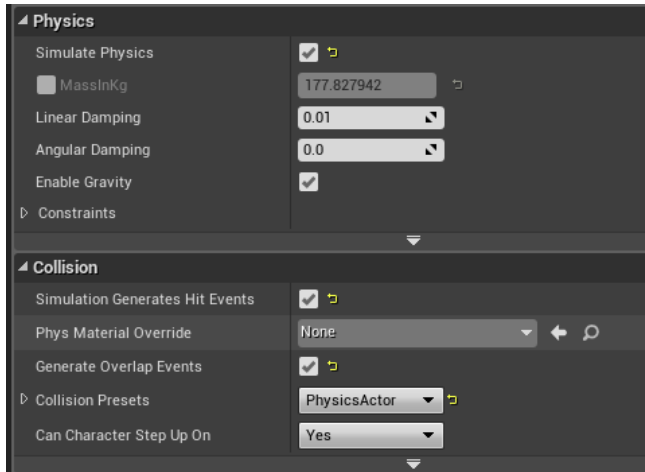 Physics
Simulate Physics
MassInKg 177.827942
Linear Damping 0.01
Angular Damping 0.0
Enable Gravity
Constraints
Collision
Simulation Generates Hit Events
Phys Material Override None
Generate Overlap Events
Collision Presets PhysicsActor
Can Character Step Up On Yes